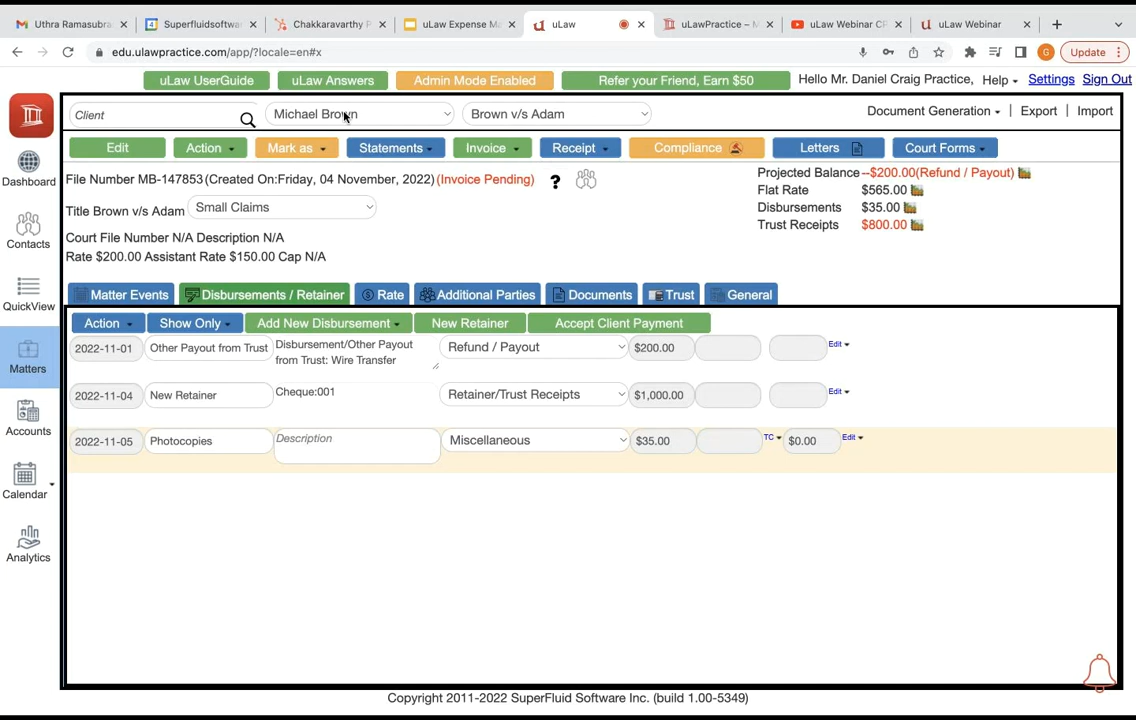 Uthra Ramasubra
Superfluidsoftwa
Chakkaravarthy P
uLaw Expense Ma
uLaw
uLawPractice – M
uLaw Webinar CP
uLaw Webinar
edu.ulawpractice.com/app/?locale=en#x
G
Update
uLaw UserGuide
uLaw Answers
Admin Mode Enabled
Refer your Friend, Earn $50
Hello Mr. Daniel Craig Practice,
Help
Settings
Sign Out
Client
Michael Brown
Brown v/s Adam
Document Generation
| Export
| Import
Edit
Action
Mark as
Statements
Invoice
Receipt
Compliance
Letters
Court Forms
File Number MB-147853(Created On:Friday, 04 November, 2022)(Invoice Pending)
?
Title Brown v/s Adam
Small Claims
Court File Number N/A Description N/A
Rate $200.00 Assistant Rate $150.00 Cap N/A
Projected Balance--$200.00(Refund / Payout)
Flat Rate $565.00
Disbursements $35.00
Trust Receipts $800.00
Dashboard
Contacts
QuickView
Matters
Accounts
Calendar
Analytics
Matter Events
Disbursements / Retainer
Rate
Additional Parties
Documents
Trust
General
Action
Show Only
Add New Disbursement
New Retainer
Accept Client Payment
2022-11-01
Other Payout from Trust
Disbursement/Other Payout
from Trust: Wire Transfer
Refund / Payout
$200.00
Edit
2022-11-04
New Retainer
Cheque:001
Retainer/Trust Receipts
$1,000.00
Edit
2022-11-05
Photocopies
Description
Miscellaneous
$35.00
TC
$0.00
Edit
Copyright 2011-2022 SuperFluid Software Inc. (build 1.00-5349)